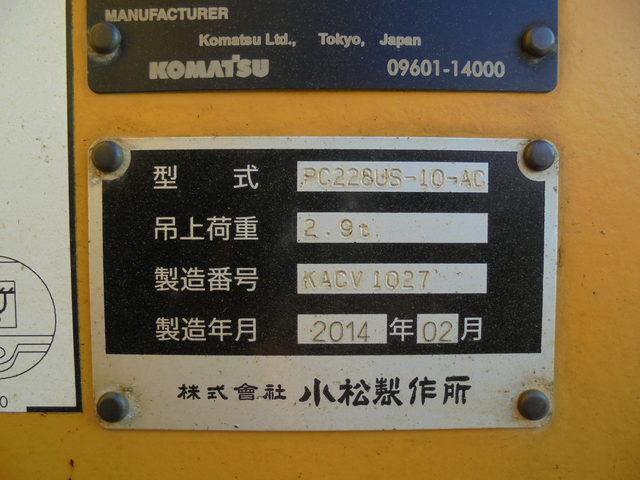 MANUFACTURER
Komatsu Ltd., Tokyo, Japan
KOMATSU 09601-14000
型 式 PC228US-10-AC
吊上荷重 2.9t
製造番号 KACV1027
製造年月 2014 年 02 月
株式會社 小松製作所
0